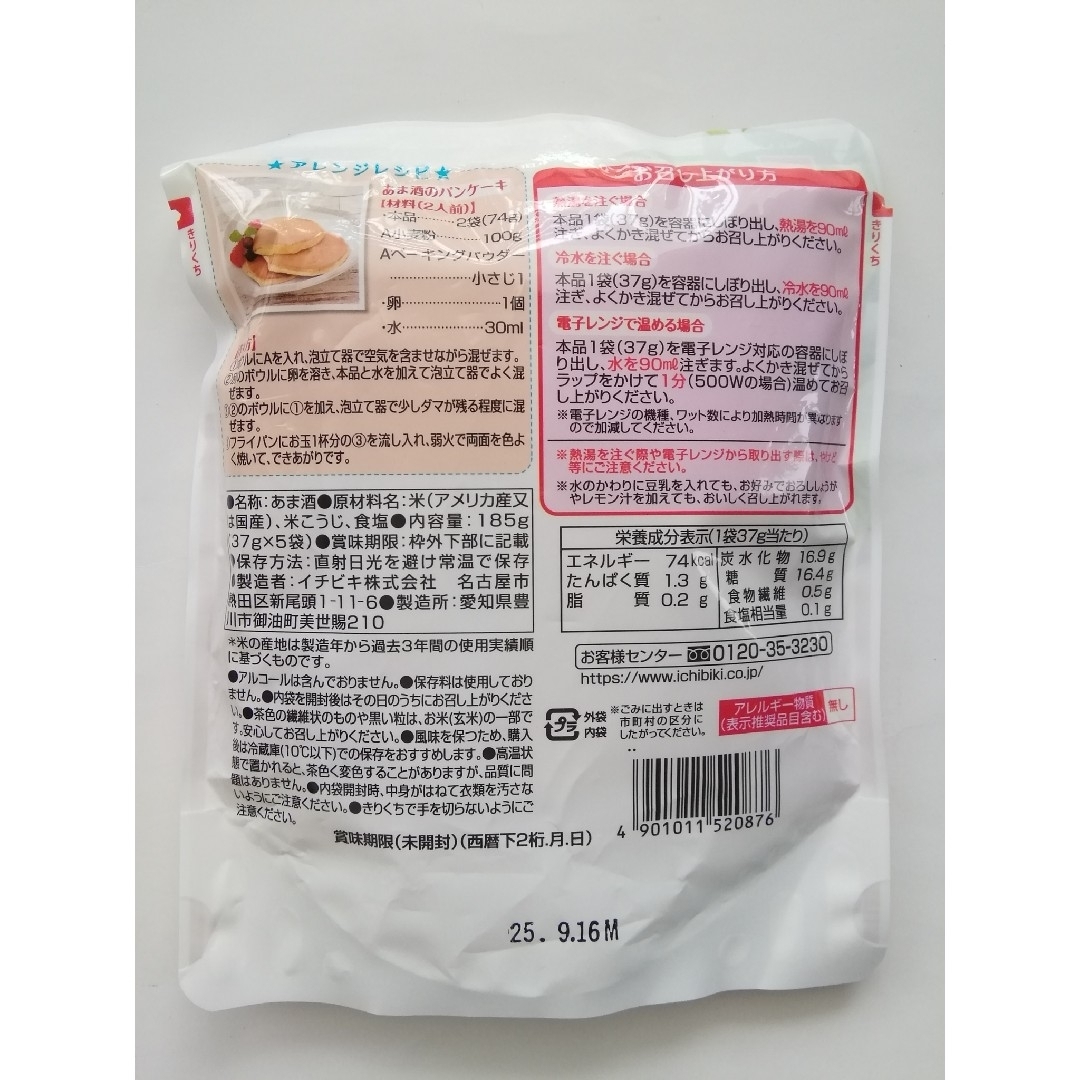 ★アレンジレシピ★
あま酒のパンケーキ
【材料(2人前)】
・本品………2袋(74g)
A小麦粉………100g
Aベーキングパウダー
…………小さじ1
・卵…………1個
・水…………30ml
ボウルにAを入れ、泡立て器で空気を含ませながら混ぜます。
のボウルに卵を溶き、本品と水を加えて泡立て器でよく混
ぜます。
②のボウルに①を加え、泡立て器で少しダマが残る程度に混
ぜます。
フライパンにお玉1杯分の③を流し入れ、弱火で両面を色よ
く焼いて、できあがりです。
きりくち
お召し上がり方
熱湯を注ぐ場合
本品1袋(37g)を容器にしぼり出し、熱湯を90mℓ
注ぎ、よくかき混ぜてからお召し上がりください。
冷水を注ぐ場合
本品1袋(37g)を容器にしぼり出し、冷水を90mℓ
注ぎ、よくかき混ぜてからお召し上がりください。
電子レンジで温める場合
本品1袋(37g)を電子レンジ対応の容器にしぼ
り出し、水を90mℓ注ぎます。よくかき混ぜてから
ラップをかけて1分(500Wの場合)温めてお召
し上がりください。
※電子レンジの機種、ワット数により加熱時間が異なります
ので加減してください。
※熱湯を注ぐ際や電子レンジから取り出す際は、やけど
等にご注意ください。
※水のかわりに豆乳を入れても、お好みでおろししょうが
やレモン汁を加えても、おいしく召し上がれます。
きりくち
●名称:あま酒●原材料名:米(アメリカ産又
は国産)、米こうじ、食塩●内容量:185g
(37g×5袋)●賞味期限:枠外下部に記載
●保存方法:直射日光を避け常温で保存
●製造者:イチビキ株式会社 名古屋市
熱田区新尾頭1-11-6●製造所:愛知県豊
川市御油町美世賜210
＊米の産地は製造年から過去3年間の使用実績順
に基づくものです。
●アルコールは含んでおりません。●保存料は使用しており
ません。●内袋を開封後はその日のうちにお召し上がりくださ
い。●茶色の繊維状のものや黒い粒は、お米(玄米)の一部で
す。安心してお召し上がりください。●風味を保つため、購入
後は冷蔵庫(10℃以下)での保存をおすすめします。●高温状
態で置かれると、茶色く変色することがありますが、品質に問
題はありません。●内袋開封時、中身がはねて衣類を汚さな
いようにご注意ください。●きりくちで手を切らないようにご
注意ください。
栄養成分表示(1袋37g当たり)
エネルギー 74kcal 炭水化物 16.9g
たんぱく質 1.3g 糖質 16.4g
脂質 0.2g 食物繊維 0.5g
食塩相当量 0.1g
お客様センター 0120-35-3230
https://www.ichibiki.co.jp/
プラ 外袋 内袋
※ごみに出すときは
市町村の区分に
したがってください。
アレルギー物質
(表示推奨品目含む) 無し
4 901011 520876
賞味期限(未開封)(西暦下2桁.月.日)
25. 9.16M